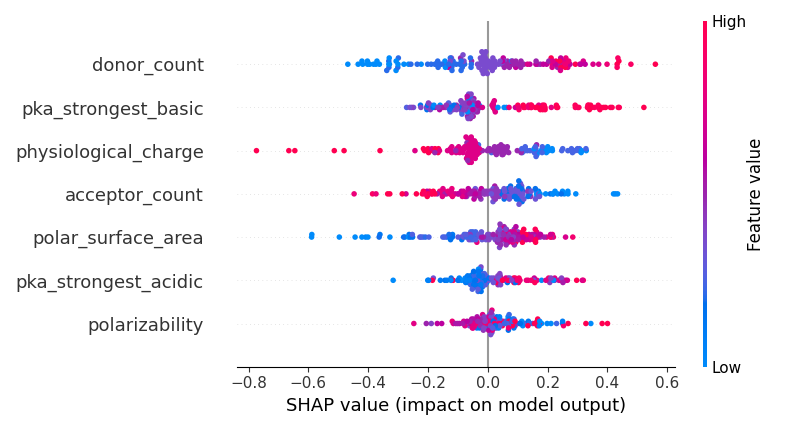 High
donor_count
pka_strongest_basic
physiological_charge
acceptor_count
polar_surface_area
pka_strongest_acidic
polarizability
Feature value
Low
−0.8 −0.6 −0.4 −0.2 0.0 0.2 0.4 0.6
SHAP value (impact on model output)